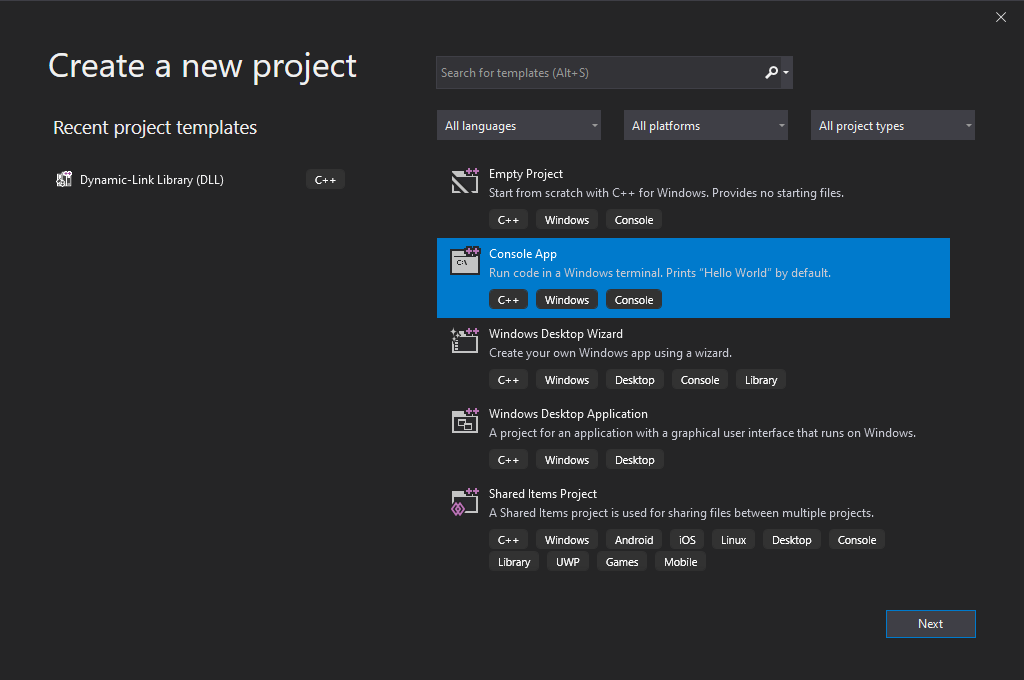 Create a new project
Recent project templates
Dynamic-Link Library (DLL) C++
Search for templates (Alt+S)
All languages All platforms All project types
Empty Project
Start from scratch with C++ for Windows. Provides no starting files.
C++ Windows Console
Console App
C:\
Run code in a Windows terminal. Prints "Hello World" by default.
C++ Windows Console
Windows Desktop Wizard
Create your own Windows app using a wizard.
C++ Windows Desktop Console Library
Windows Desktop Application
A project for an application with a graphical user interface that runs on Windows.
C++ Windows Desktop
Shared Items Project
A Shared Items project is used for sharing files between multiple projects.
C++ Windows Android iOS Linux Desktop Console
Library UWP Games Mobile
Next